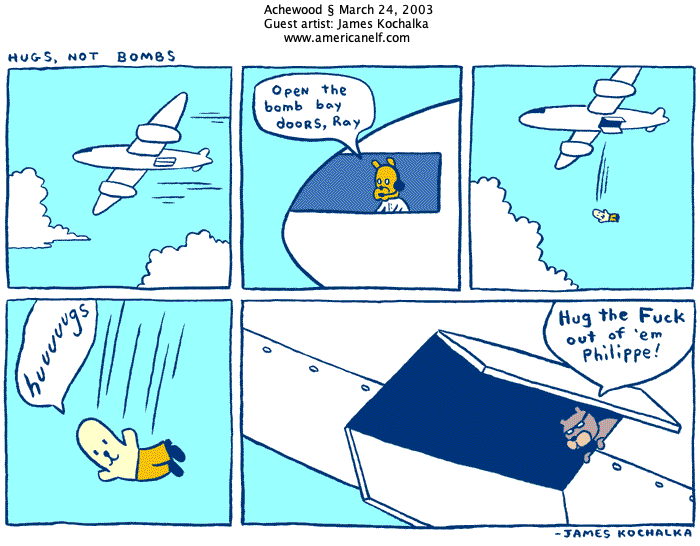 Achewood § March 24, 2003
Guest artist: James Kochalka
www.americanelf.com
HUGS, NOT BOMBS
Open the
bomb bay
doors, Ray
huuuuugs
Hug the Fuck
out of 'em
Philippe!
-JAMES KOCHALKA